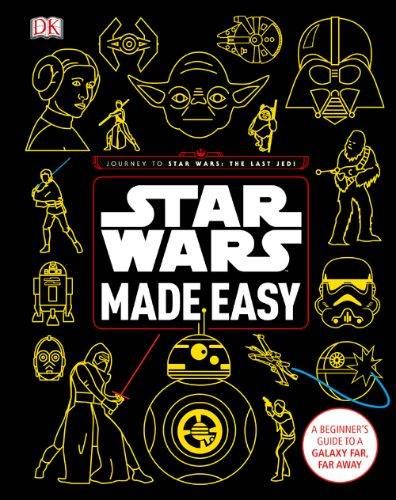 DK
JOURNEY TO STAR WARS: THE LAST JEDI
STAR
WARS
MADE EASY
A BEGINNER'S
GUIDE TO A
GALAXY FAR,
FAR AWAY